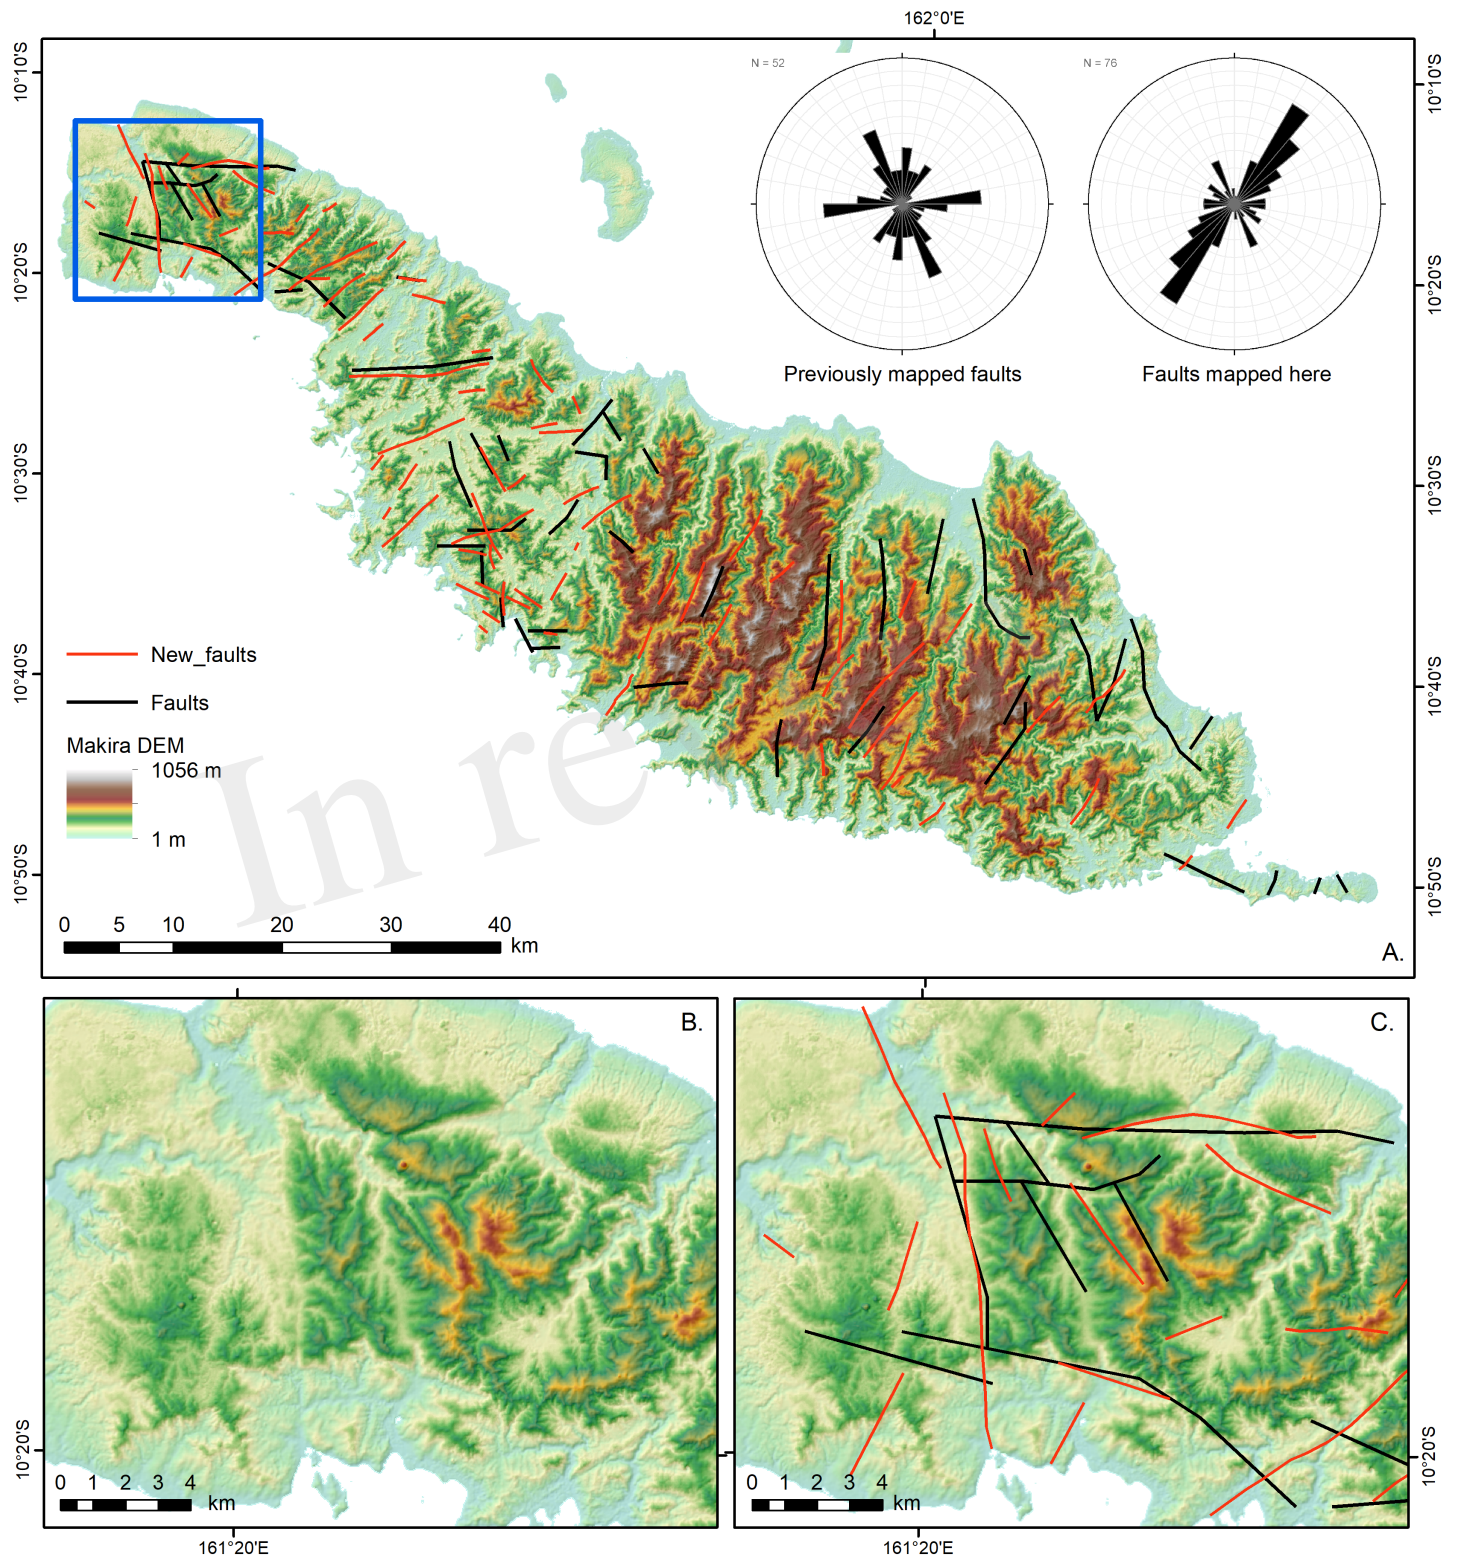 162°0'E
10°10'S
10°10'S
N = 52
N = 76
Previously mapped faults
Faults mapped here
10°20'S
10°20'S
10°30'S
10°30'S
10°40'S
10°40'S
New_faults
Faults
Makira DEM
1056 m
1 m
In re
10°50'S
10°50'S
0 5 10 20 30 40 km
A.
B.
C.
10°20'S
10°20'S
0 1 2 3 4 km
0 1 2 3 4 km
161°20'E
161°20'E